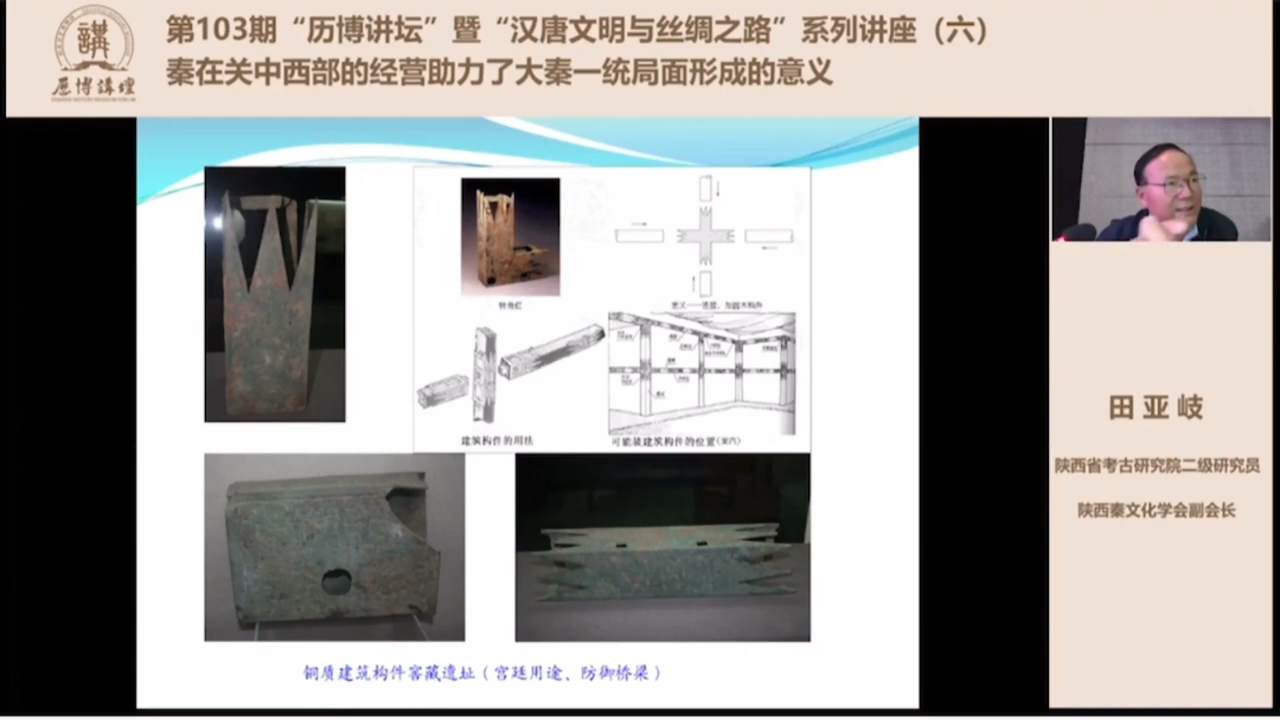 第103期“历博讲坛”暨“汉唐文明与丝绸之路”系列讲座（六）
秦在关中西部的经营助力了大秦一统局面形成的意义
講
历博講壇
建筑构件的用法
可能装建筑构件的位置
铜质建筑构件窖藏遗址（宫廷用途、防御桥梁）
田亚岐
陕西省考古研究院二级研究员
陕西秦文化学会副会长